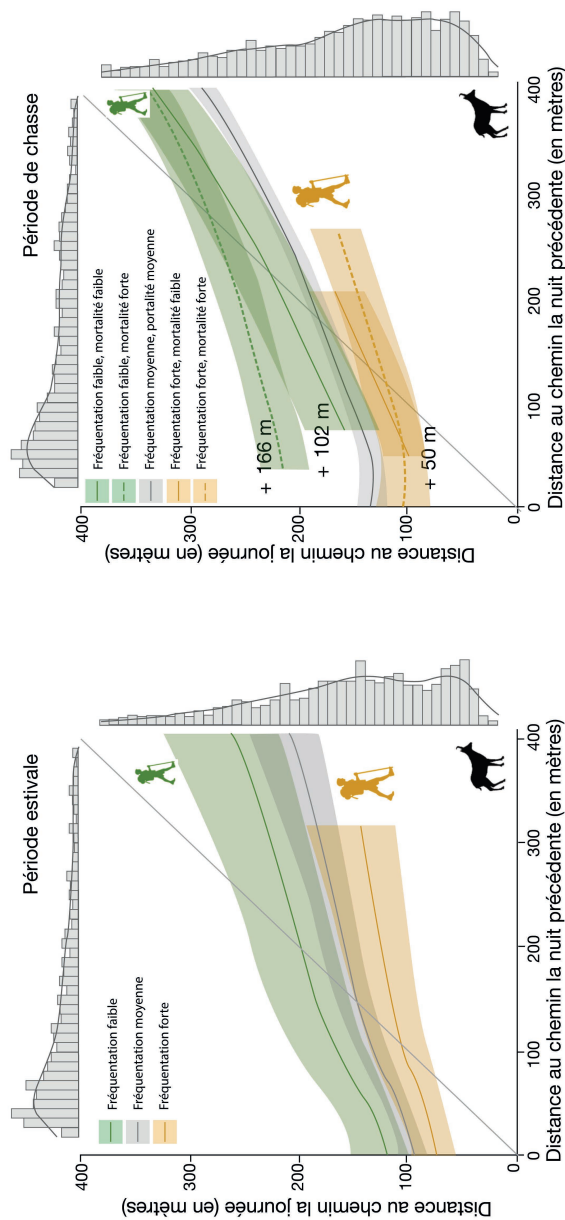 Période estivale
Fréquentation faible
Fréquentation moyenne
Fréquentation forte
400
300
200
100
0
Distance au chemin la journée (en mètres)
0
100
200
300
400
Distance au chemin la nuit précédente (en mètres)
Période de chasse
Fréquentation faible, mortalité faible
Fréquentation faible, mortalité forte
Fréquentation moyenne, portalité moyenne
Fréquentation forte, mortalité faible
Fréquentation forte, mortalité forte
+ 166 m
+ 102 m
+ 50 m
400
300
200
100
0
Distance au chemin la journée (en mètres)
0
100
200
300
400
Distance au chemin la nuit précédente (en mètres)